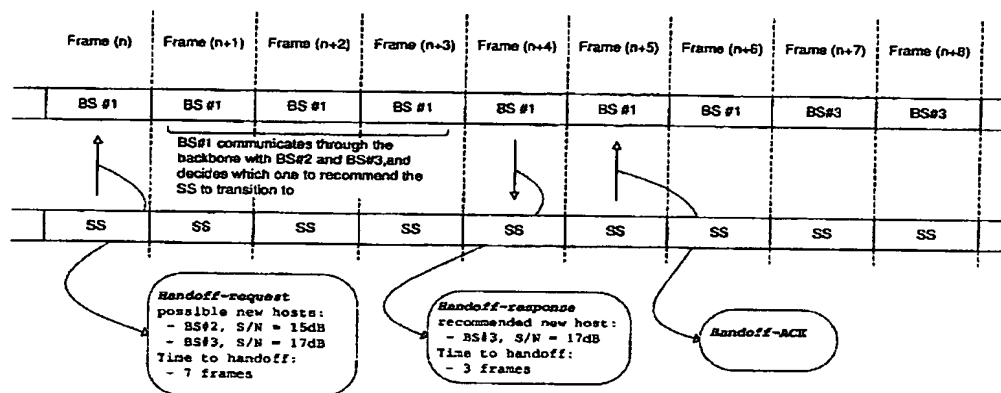 Frame (n) Frame (n+1) Frame (n+2) Frame (n+3) Frame (n+4) Frame (n+5) Frame (n+6) Frame (n+7) Frame (n+8)
BS #1 BS #1 BS #1 BS #1 BS #1 BS #1 BS #1 BS#3 BS#3
BS#1 communicates through the
backbone with BS#2 and BS#3,and
decides which one to recommend the
SS to transition to
SS SS SS SS SS SS SS SS SS
Handoff-request
possible new hosts:
- BS#2, S/N = 15dB
- BS#3, S/N = 17dB
Time to handoff:
- 7 frames
Handoff-response
recommended new host:
- BS#3, S/N = 17dB
Time to handoff:
- 3 frames
Handoff-ACK